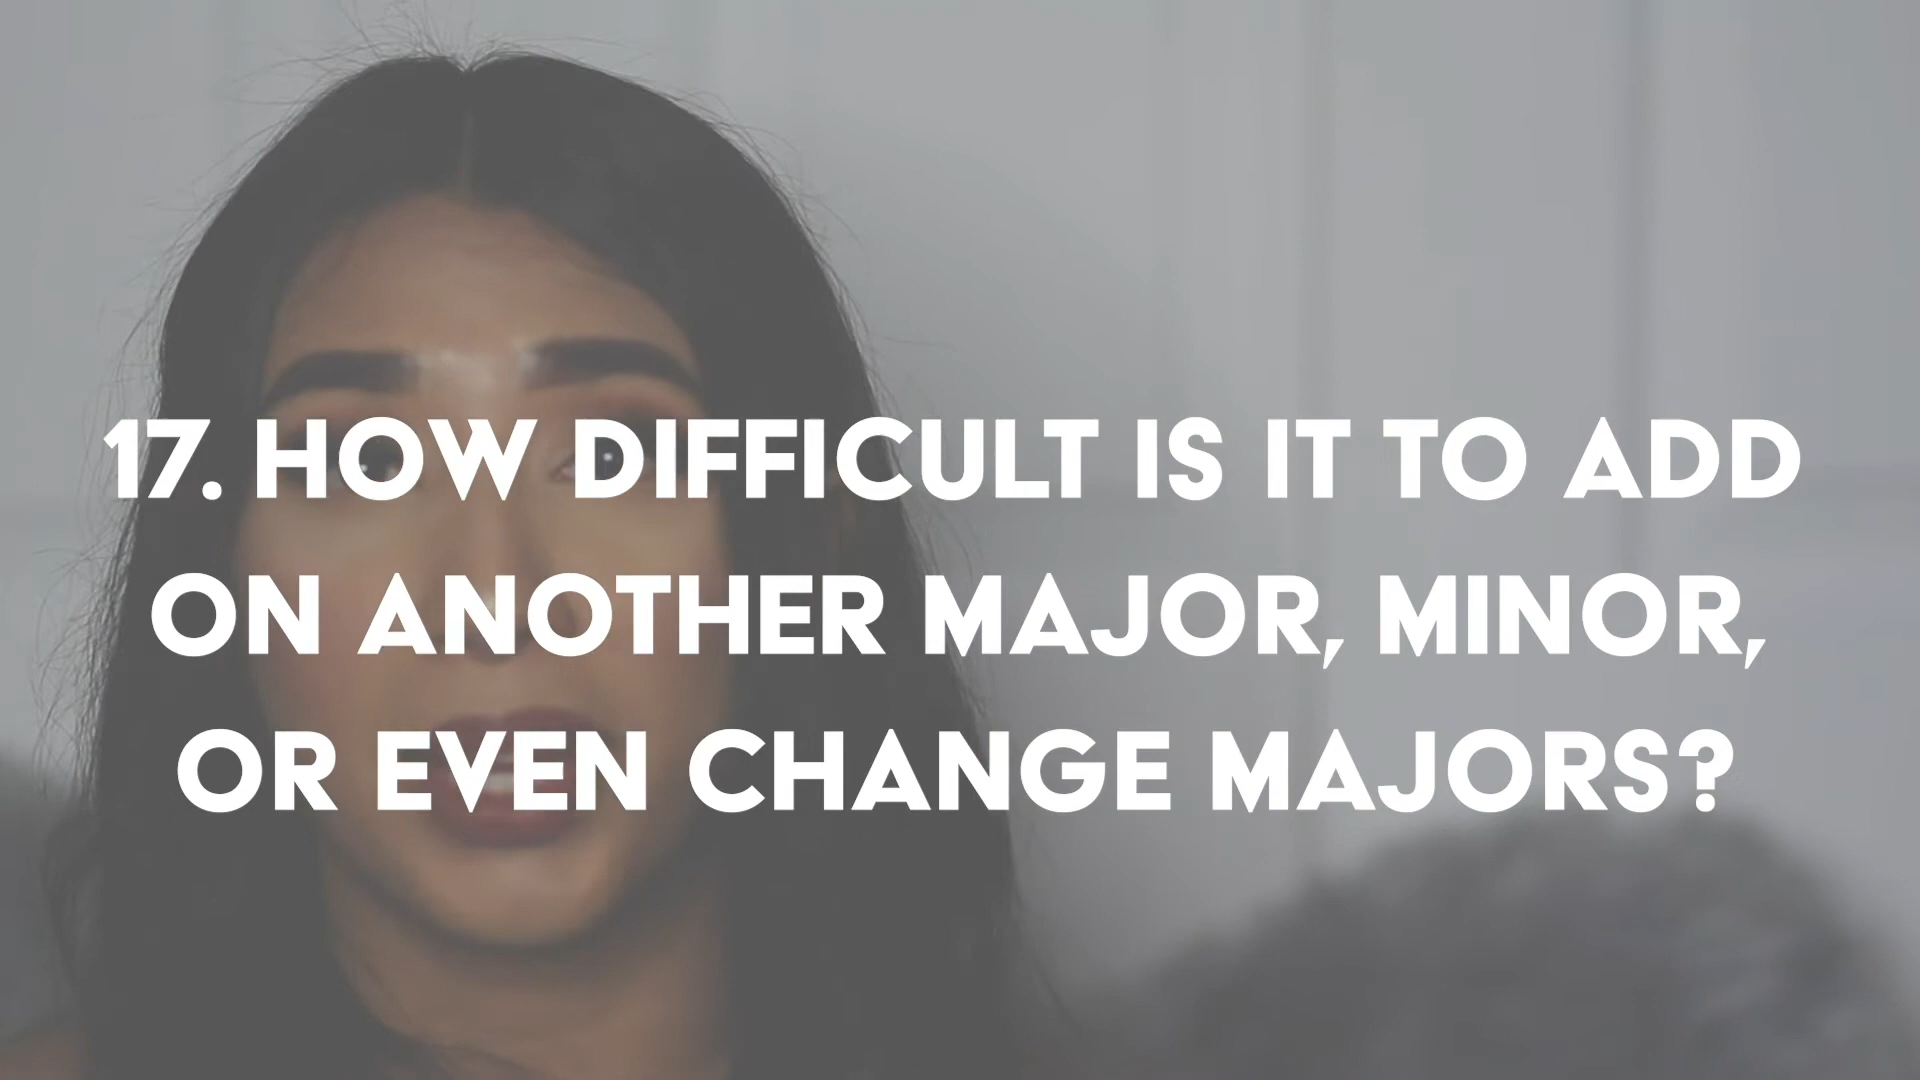 17. HOW DIFFICULT IS IT TO ADD
ON ANOTHER MAJOR, MINOR,
OR EVEN CHANGE MAJORS?